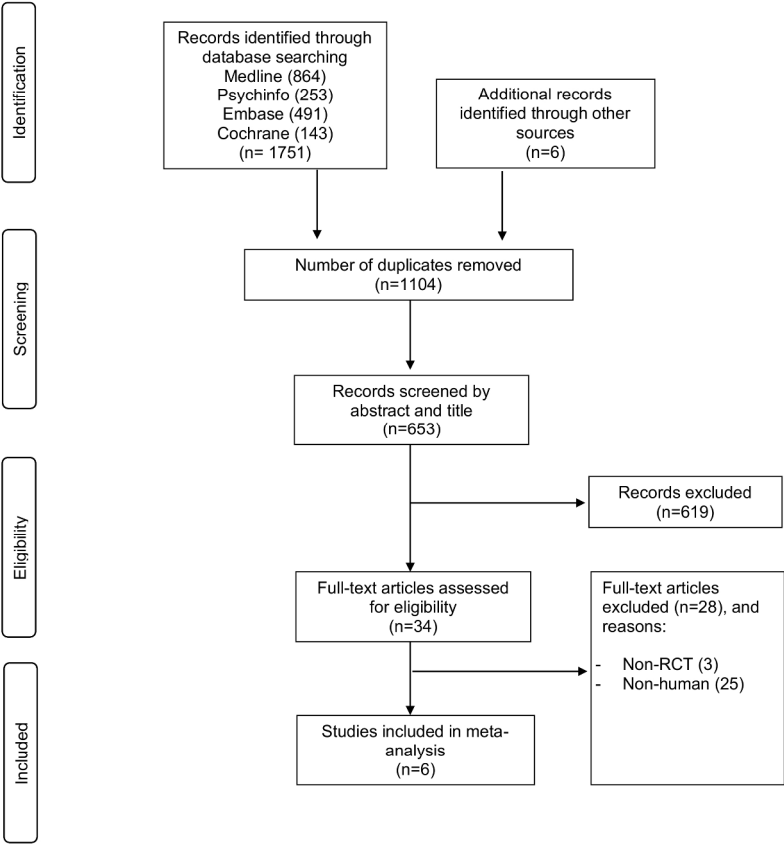 Identification
Records identified through
database searching
Medline (864)
Psychinfo (253)
Embase (491)
Cochrane (143)
(n= 1751)
Additional records
identified through other
sources
(n=6)
Screening
Number of duplicates removed
(n=1104)
Records screened by
abstract and title
(n=653)
Eligibility
Records excluded
(n=619)
Full-text articles assessed
for eligibility
(n=34)
Full-text articles
excluded (n=28), and
reasons:
- Non-RCT (3)
- Non-human (25)
Included
Studies included in meta-
analysis
(n=6)